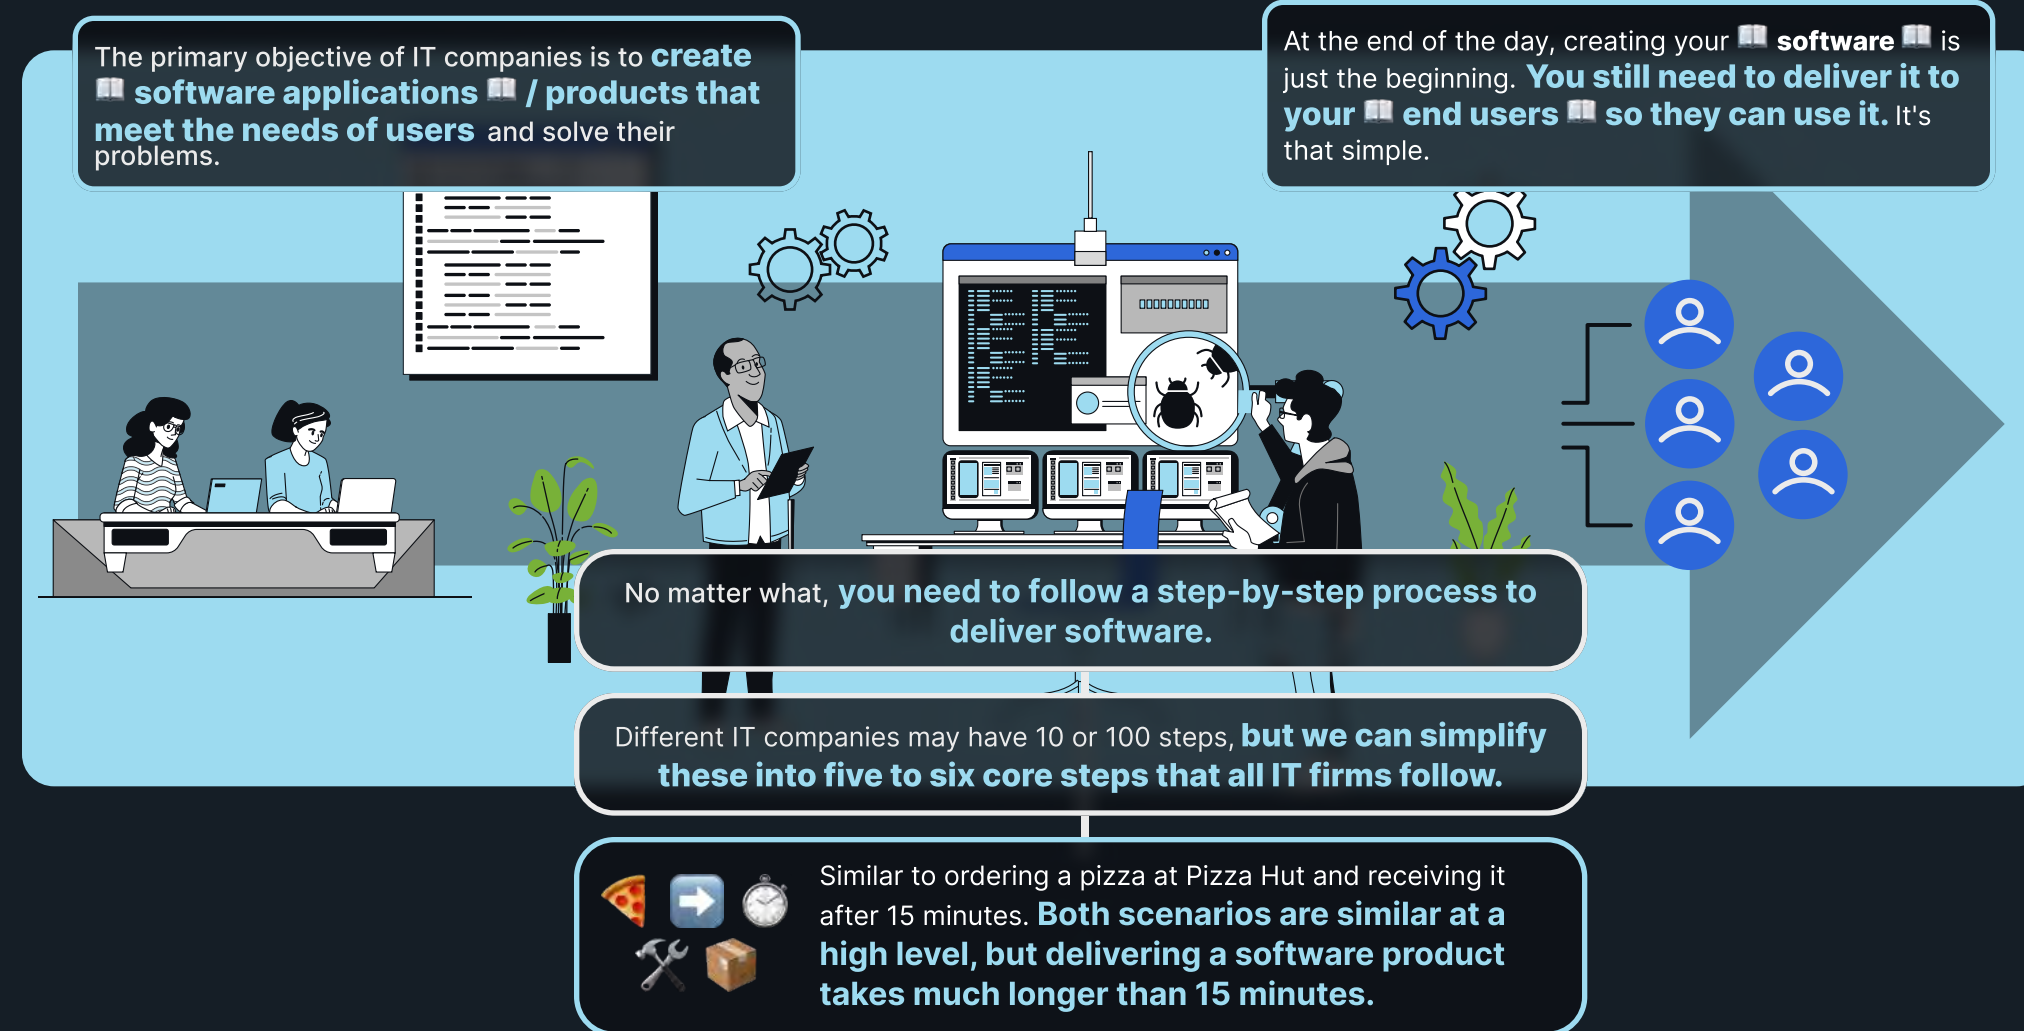 The primary objective of IT companies is to create
📖 software applications 📖 / products that
meet the needs of users and solve their
problems.
At the end of the day, creating your 📖 software 📖 is
just the beginning. You still need to deliver it to
your 📖 end users 📖 so they can use it. It's
that simple.
No matter what, you need to follow a step-by-step process to
deliver software.
Different IT companies may have 10 or 100 steps, but we can simplify
these into five to six core steps that all IT firms follow.
Similar to ordering a pizza at Pizza Hut and receiving it
after 15 minutes. Both scenarios are similar at a
high level, but delivering a software product
takes much longer than 15 minutes.